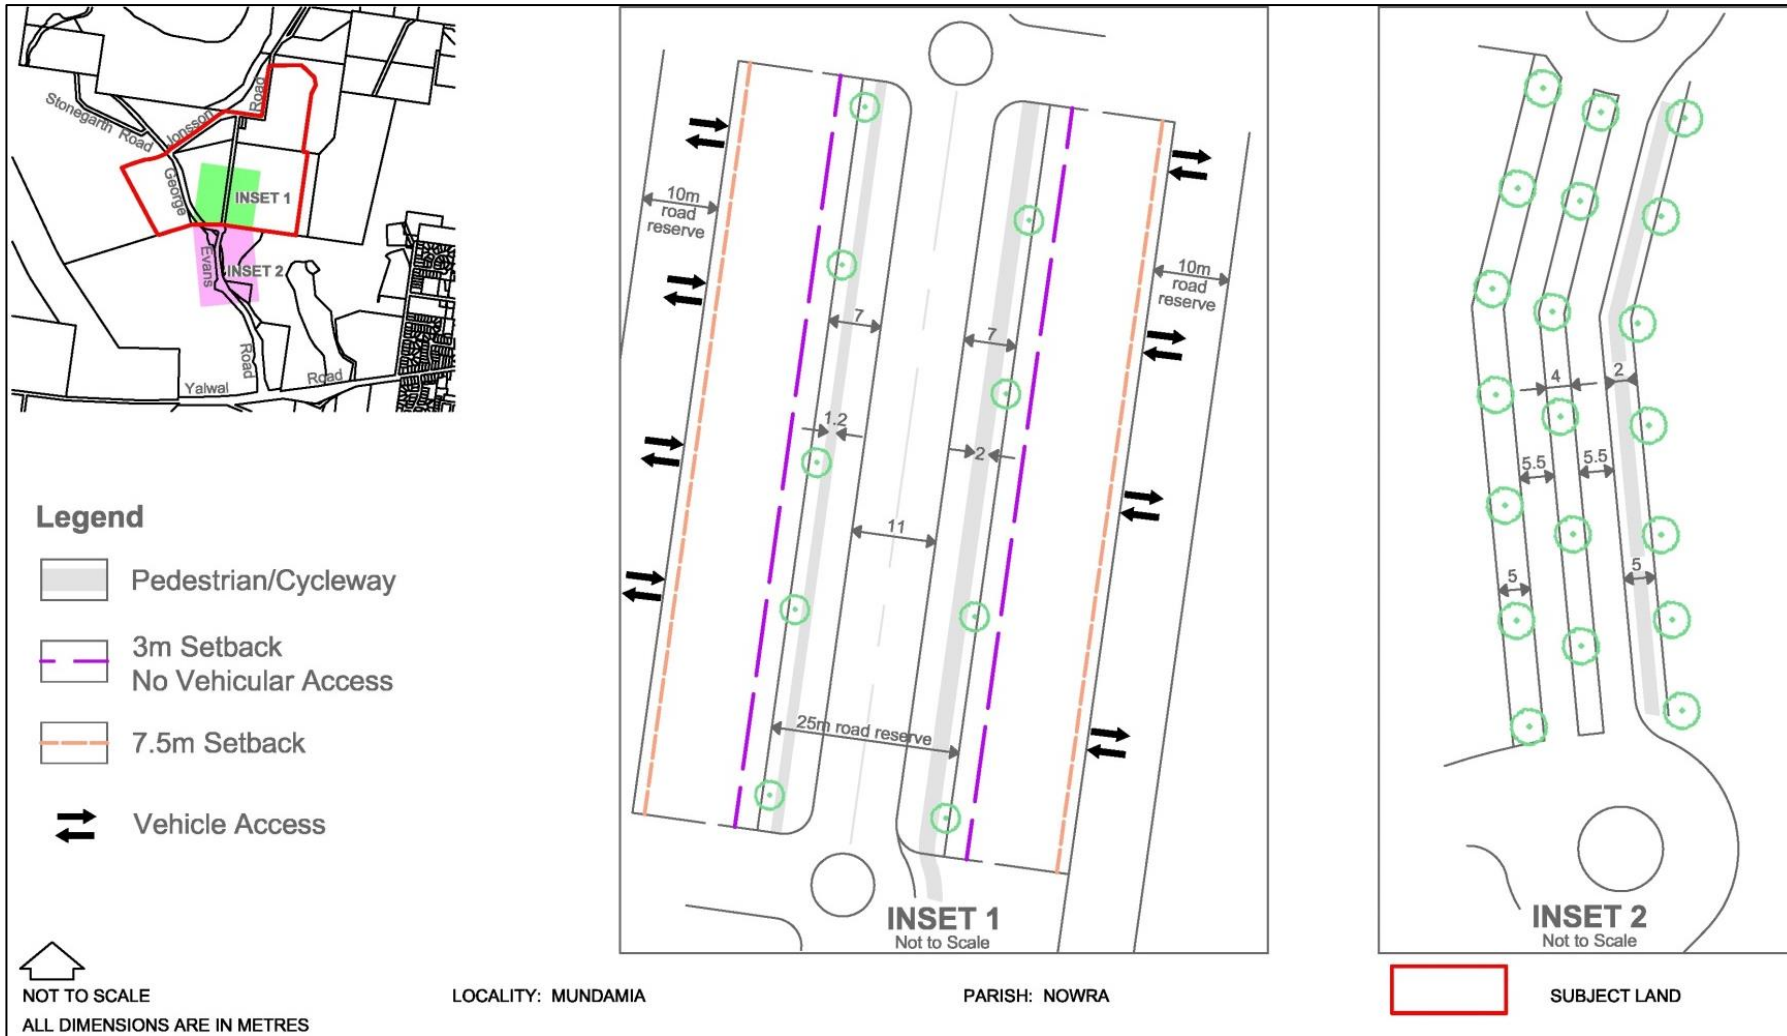 Stonegarth Road
Jonsson
Road
George
INSET 1
Evans
INSET 2
Road
Yalwal
Road
Legend
Pedestrian/Cycleway
3m Setback
No Vehicular Access
7.5m Setback
Vehicle Access
NOT TO SCALE
ALL DIMENSIONS ARE IN METRES
LOCALITY: MUNDAMIA
PARISH: NOWRA
SUBJECT LAND
10m
road
reserve
10m
road
reserve
7
7
1.2
2
11
25m road reserve
INSET 1
Not to Scale
4
2
5.5
5.5
5
5
INSET 2
Not to Scale